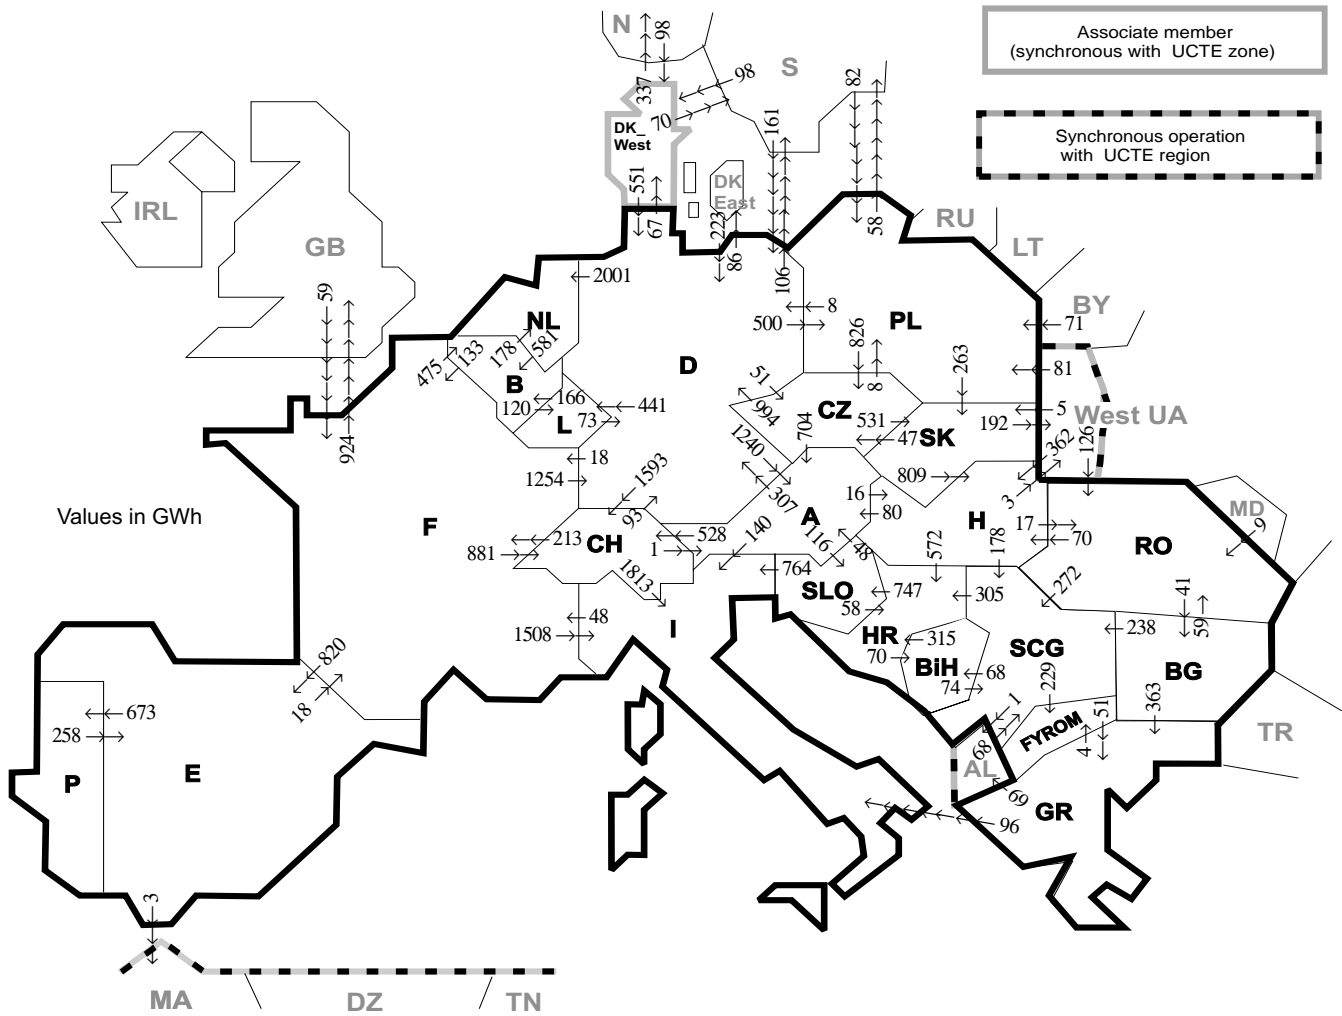 N
98
S
82
Associate member
(synchronous with UCTE zone)
337
98
70
161
DK_
West
Synchronous operation
with UCTE region
IRL
551
DK
East
67
223
86
58
RU
GB
LT
2001
106
59
BY
NL
8
PL
500
71
826
475
133
178
581
D
263
51
8
81
B
166
994
CZ
120
441
531
5
West UA
L
73
704
47
SK
192
924
1240
362
126
18
1593
809
1254
307
16
3
MD
Values in GWh
F
93
A
80
H
17
9
528
140
70
RO
213
CH
116
48
572
178
881
1
1813
764
SLO
747
305
272
41
48
58
59
1508
I
HR
315
238
820
70
BiH
68
SCG
BG
74
229
18
1
51
363
673
FYROM
TR
258
68
4
P
E
AL
69
GR
96
3
MA
DZ
TN